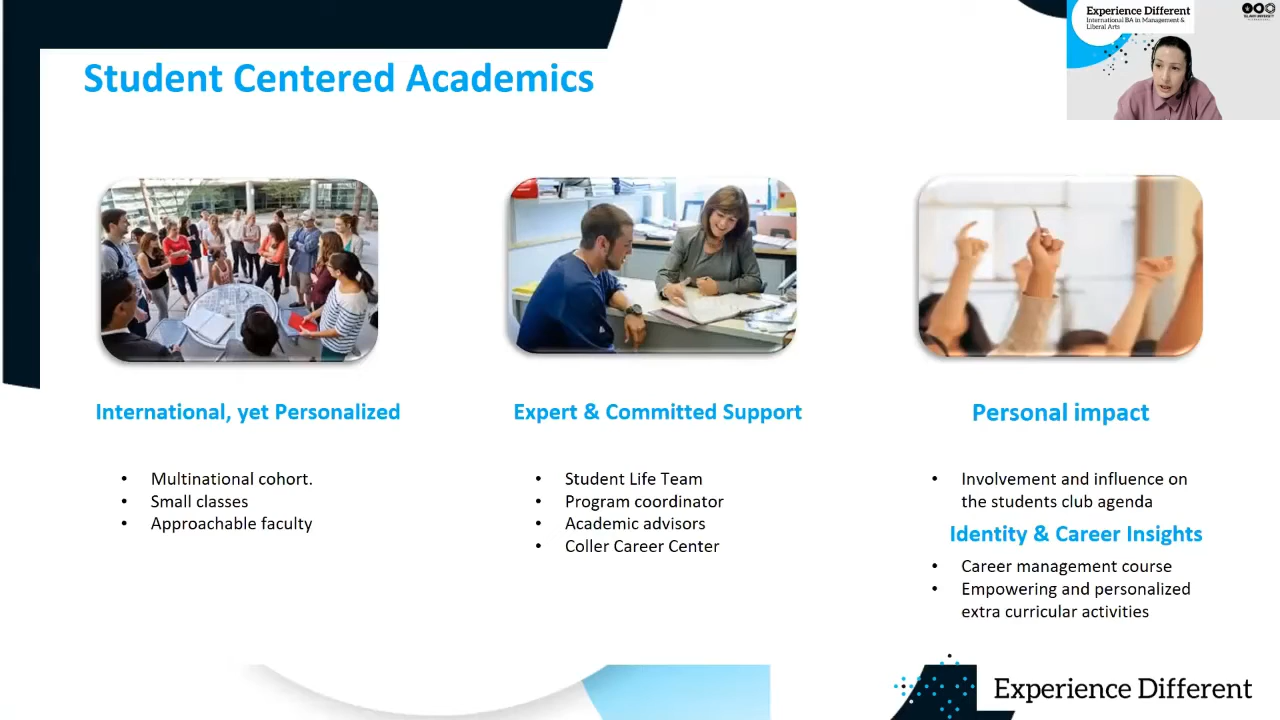 Student Centered Academics
Experience Different
International BA in Management &
Liberal Arts
International, yet Personalized
• Multinational cohort.
• Small classes
• Approachable faculty
Expert & Committed Support
• Student Life Team
• Program coordinator
• Academic advisors
• Coller Career Center
Personal impact
• Involvement and influence on
the students club agenda
Identity & Career Insights
• Career management course
• Empowering and personalized
extra curricular activities
Experience Different